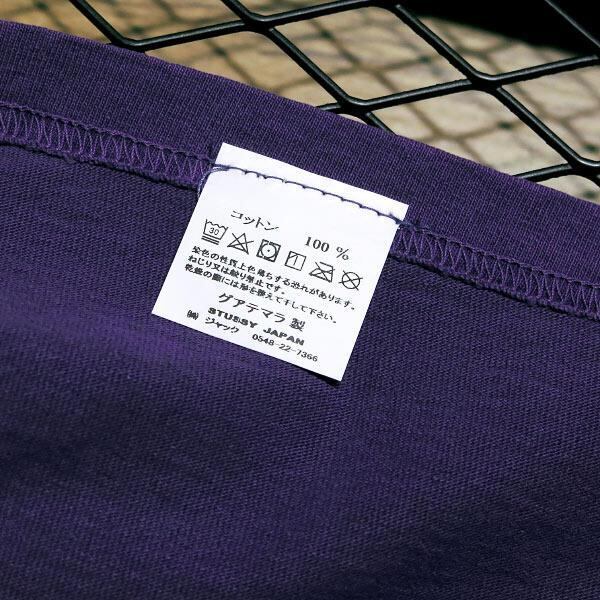 コットン 100 %
30
染色の性質上色落ちする恐れがあります。
ねじり又は絞り禁止です。
乾燥の際には形を整えて干して下さい。
グアテマラ 製
STUSSY JAPAN
㈱ ジャック 0548-22-7366